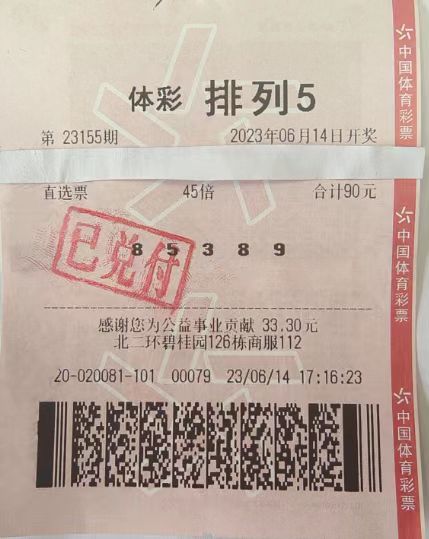 体彩 排列5
第 23155期 2023年06月14日开奖
直选票 45倍 合计90元
8 5 3 8 9
已兑付
感谢您为公益事业贡献 33.30元
北二环碧桂园126栋商服112
20-020081-101 00079 23/06/14 17:16:23
中国体育彩票
中国体育彩票
中国体育彩票